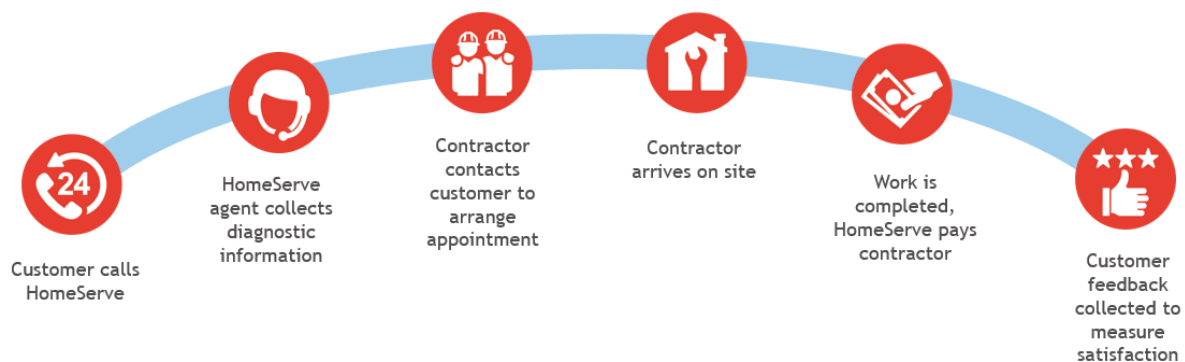 24
Customer calls
HomeServe
HomeServe
agent collects
diagnostic
information
Contractor
contacts
customer to
arrange
appointment
Contractor
arrives on site
Work is
completed,
HomeServe pays
contractor
Customer
feedback
collected to
measure
satisfaction